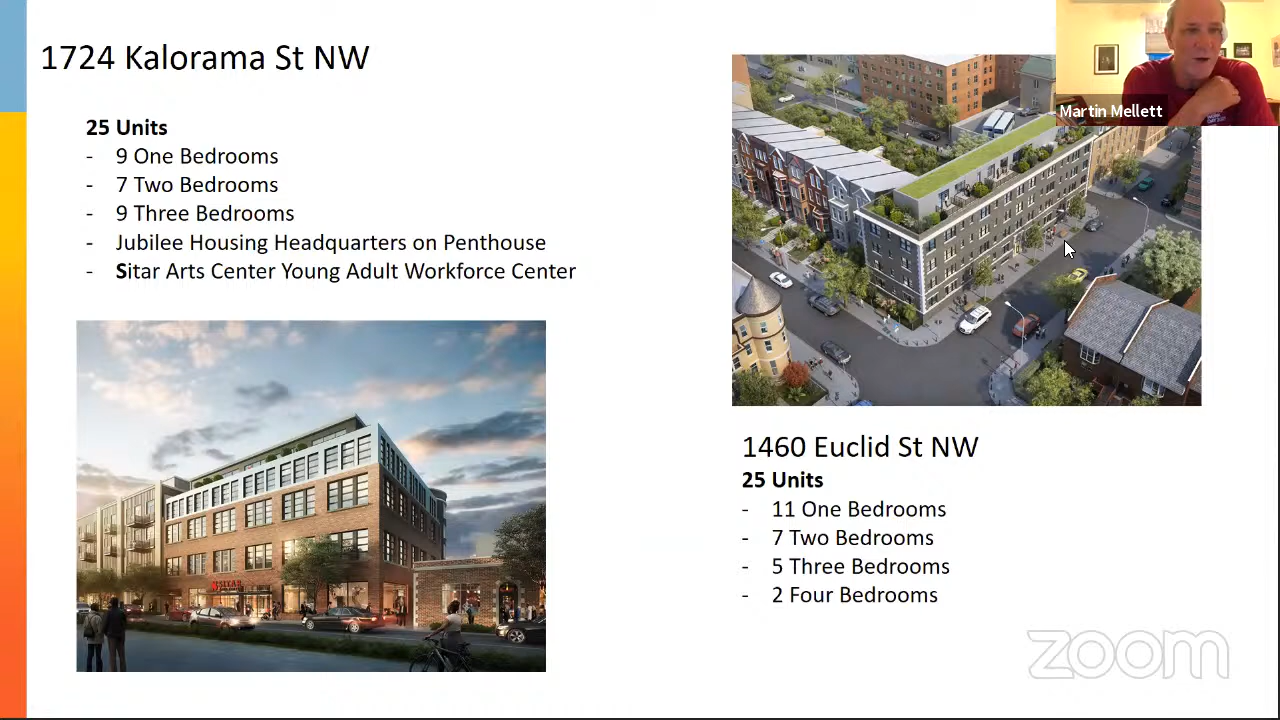 1724 Kalorama St NW
25 Units
- 9 One Bedrooms
- 7 Two Bedrooms
- 9 Three Bedrooms
- Jubilee Housing Headquarters on Penthouse
- Sitar Arts Center Young Adult Workforce Center
SITAR
Martin Mellett
1460 Euclid St NW
25 Units
- 11 One Bedrooms
- 7 Two Bedrooms
- 5 Three Bedrooms
- 2 Four Bedrooms
zoom